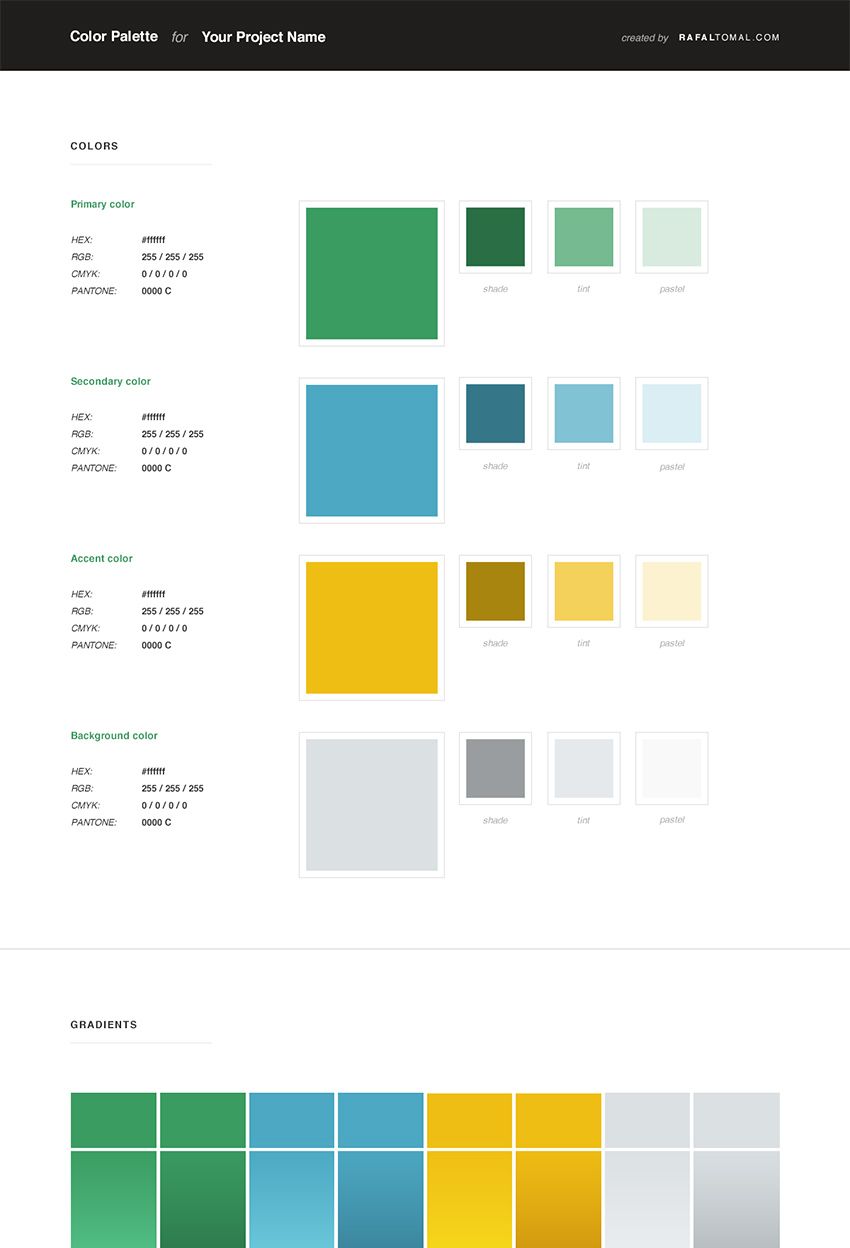 Color Palette for Your Project Name
created by RAFALTOMAL.COM
COLORS
Primary color
HEX: #ffffff
RGB: 255 / 255 / 255
CMYK: 0 / 0 / 0 / 0
PANTONE: 0000 C
shade tint pastel
Secondary color
HEX: #ffffff
RGB: 255 / 255 / 255
CMYK: 0 / 0 / 0 / 0
PANTONE: 0000 C
shade tint pastel
Accent color
HEX: #ffffff
RGB: 255 / 255 / 255
CMYK: 0 / 0 / 0 / 0
PANTONE: 0000 C
shade tint pastel
Background color
HEX: #ffffff
RGB: 255 / 255 / 255
CMYK: 0 / 0 / 0 / 0
PANTONE: 0000 C
shade tint pastel
GRADIENTS